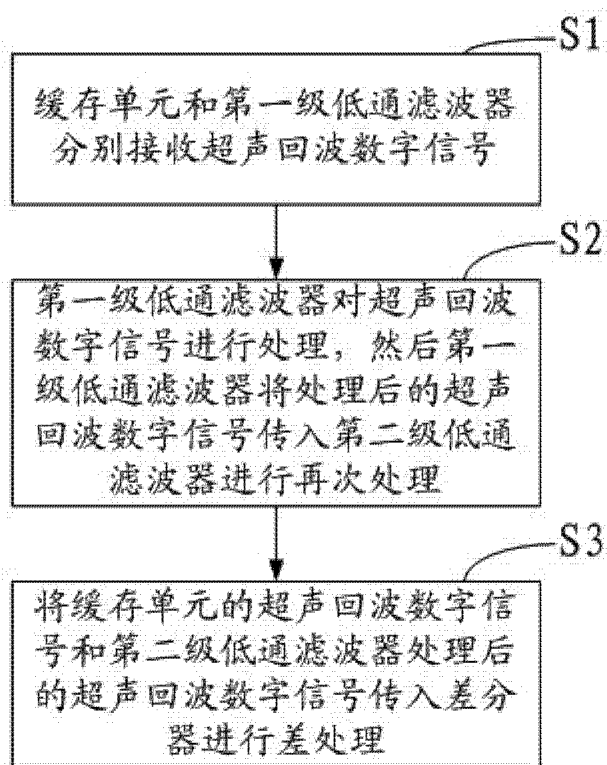 S1
缓存单元和第一级低通滤波器
分别接收超声回波数字信号
S2
第一级低通滤波器对超声回波
数字信号进行处理，然后第一
级低通滤波器将处理后的超声
回波数字信号传入第二级低通
滤波器进行再次处理
S3
将缓存单元的超声回波数字信
号和第二级低通滤波器处理后
的超声回波数字信号传入差分
器进行差处理